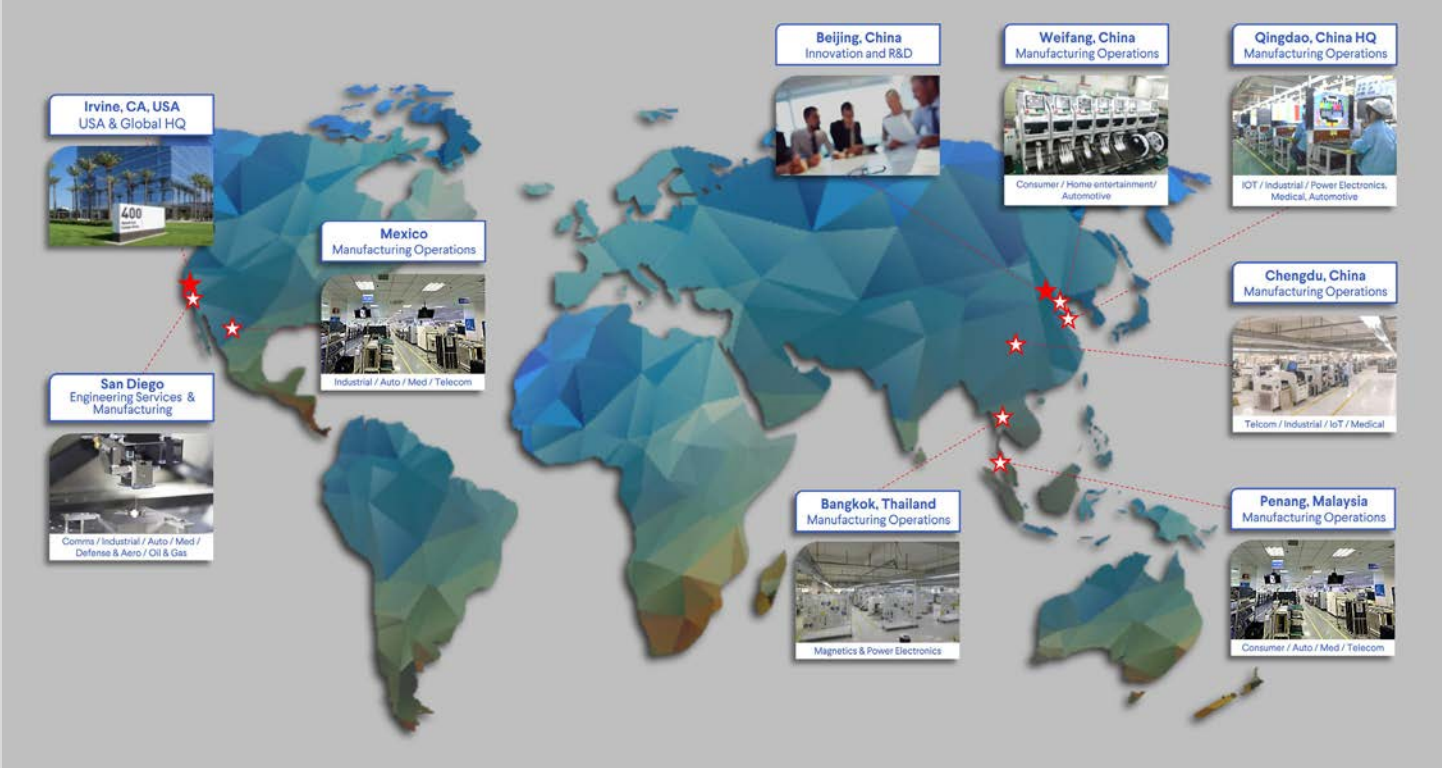 Irvine, CA, USA
USA & Global HQ
400
Mexico
Manufacturing Operations
Industrial / Auto / Med / Telecom
San Diego
Engineering Services &
Manufacturing
Comms / Industrial / Auto / Med /
Defense & Aero / Oil & Gas
Beijing, China
Innovation and R&D
Weifang, China
Manufacturing Operations
Consumer / Home entertainment/
Automotive
Qingdao, China HQ
Manufacturing Operations
IOT / Industrial / Power Electronics,
Medical, Automotive
Chengdu, China
Manufacturing Operations
Telcom / Industrial / IoT / Medical
Bangkok, Thailand
Manufacturing Operations
Magnetics & Power Electronics
Penang, Malaysia
Manufacturing Operations
Consumer / Auto / Med / Telecom